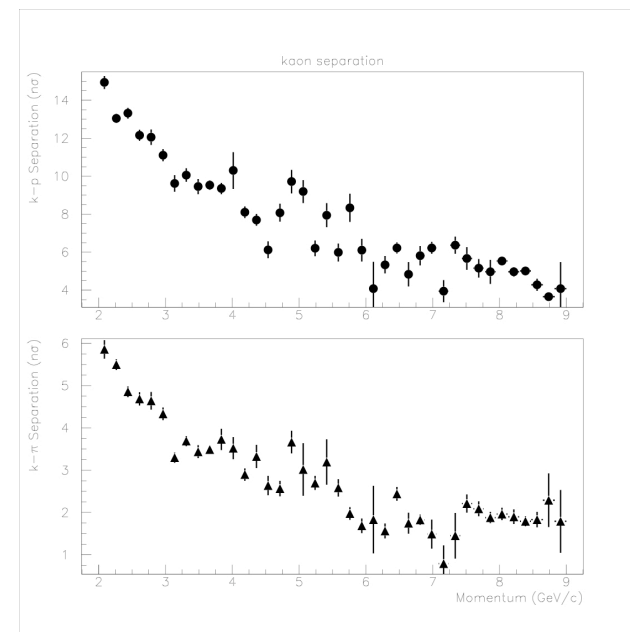 kaon separation
k−p Separation (nσ)
14
12
10
8
6
4
2 3 4 5 6 7 8 9
k−π Separation (nσ)
6
5
4
3
2
1
2 3 4 5 6 7 8 9
Momentum (GeV/c)